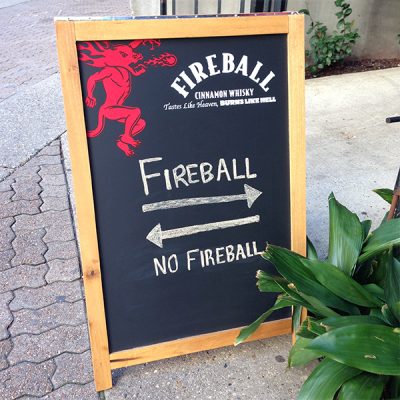 FIREBALL
CINNAMON WHISKY
Tastes Like Heaven, BURNS LIKE HELL
FIREBALL
NO FIREBALL